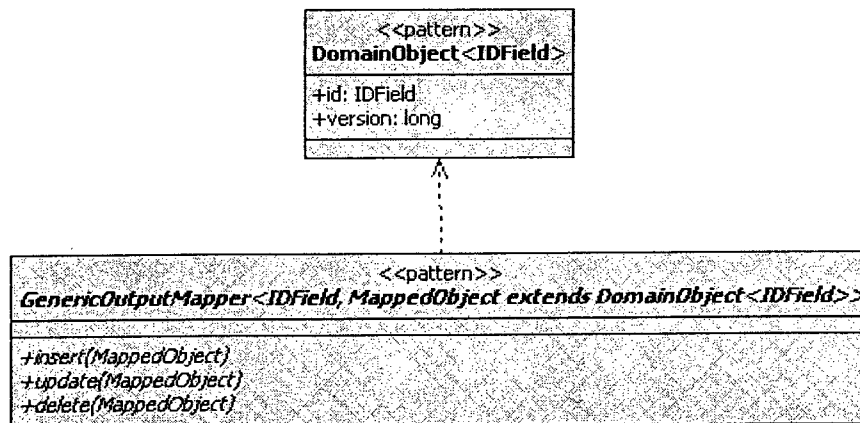 <<pattern>>
DomainObject<IDField>
+id: IDField
+version: long
<<pattern>>
GenericOutputMapper<IDField, MappedObject extends DomainObject<IDField>>
+insert(MappedObject)
+update(MappedObject)
+delete(MappedObject)